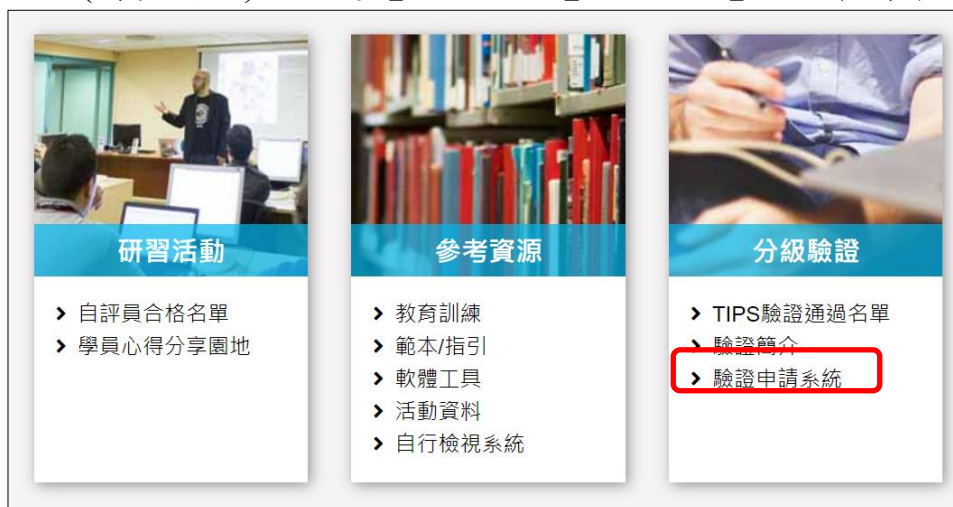 研習活動
自評員合格名單
學員心得分享園地
參考資源
教育訓練
範本/指引
軟體工具
活動資料
自行檢視系統
分級驗證
TIPS驗證通過名單
驗證簡介
驗證申請系統